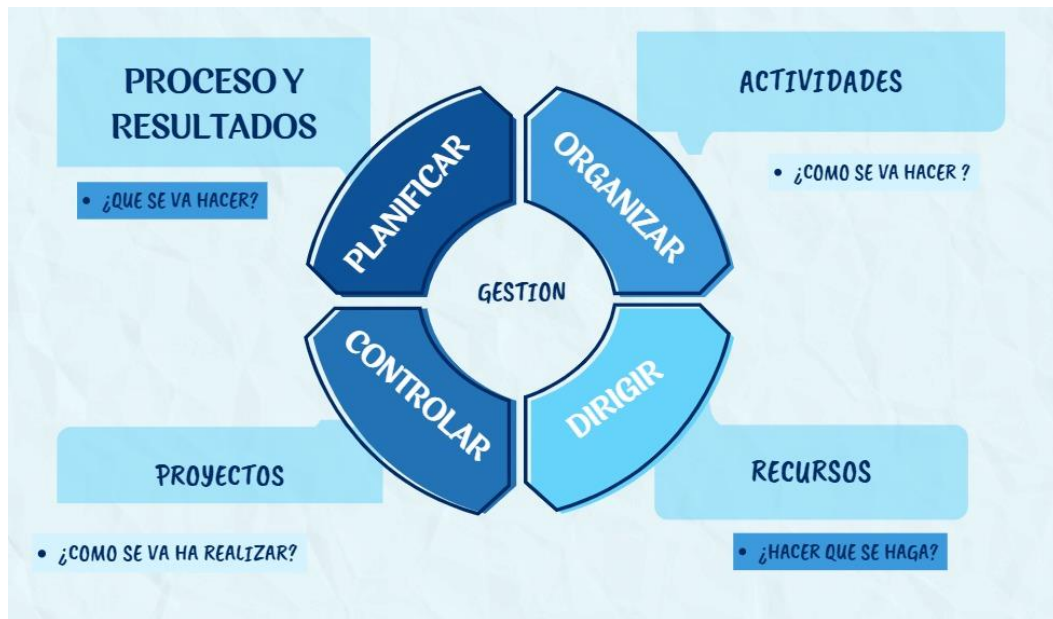 PROCESO Y
RESULTADOS
• ¿QUE SE VA HACER?
PLANIFICAR
ORGANIZAR
ACTIVIDADES
• ¿COMO SE VA HACER ?
GESTION
CONTROLAR
DIRIGIR
PROYECTOS
• ¿COMO SE VA HA REALIZAR?
RECURSOS
• ¿HACER QUE SE HAGA?